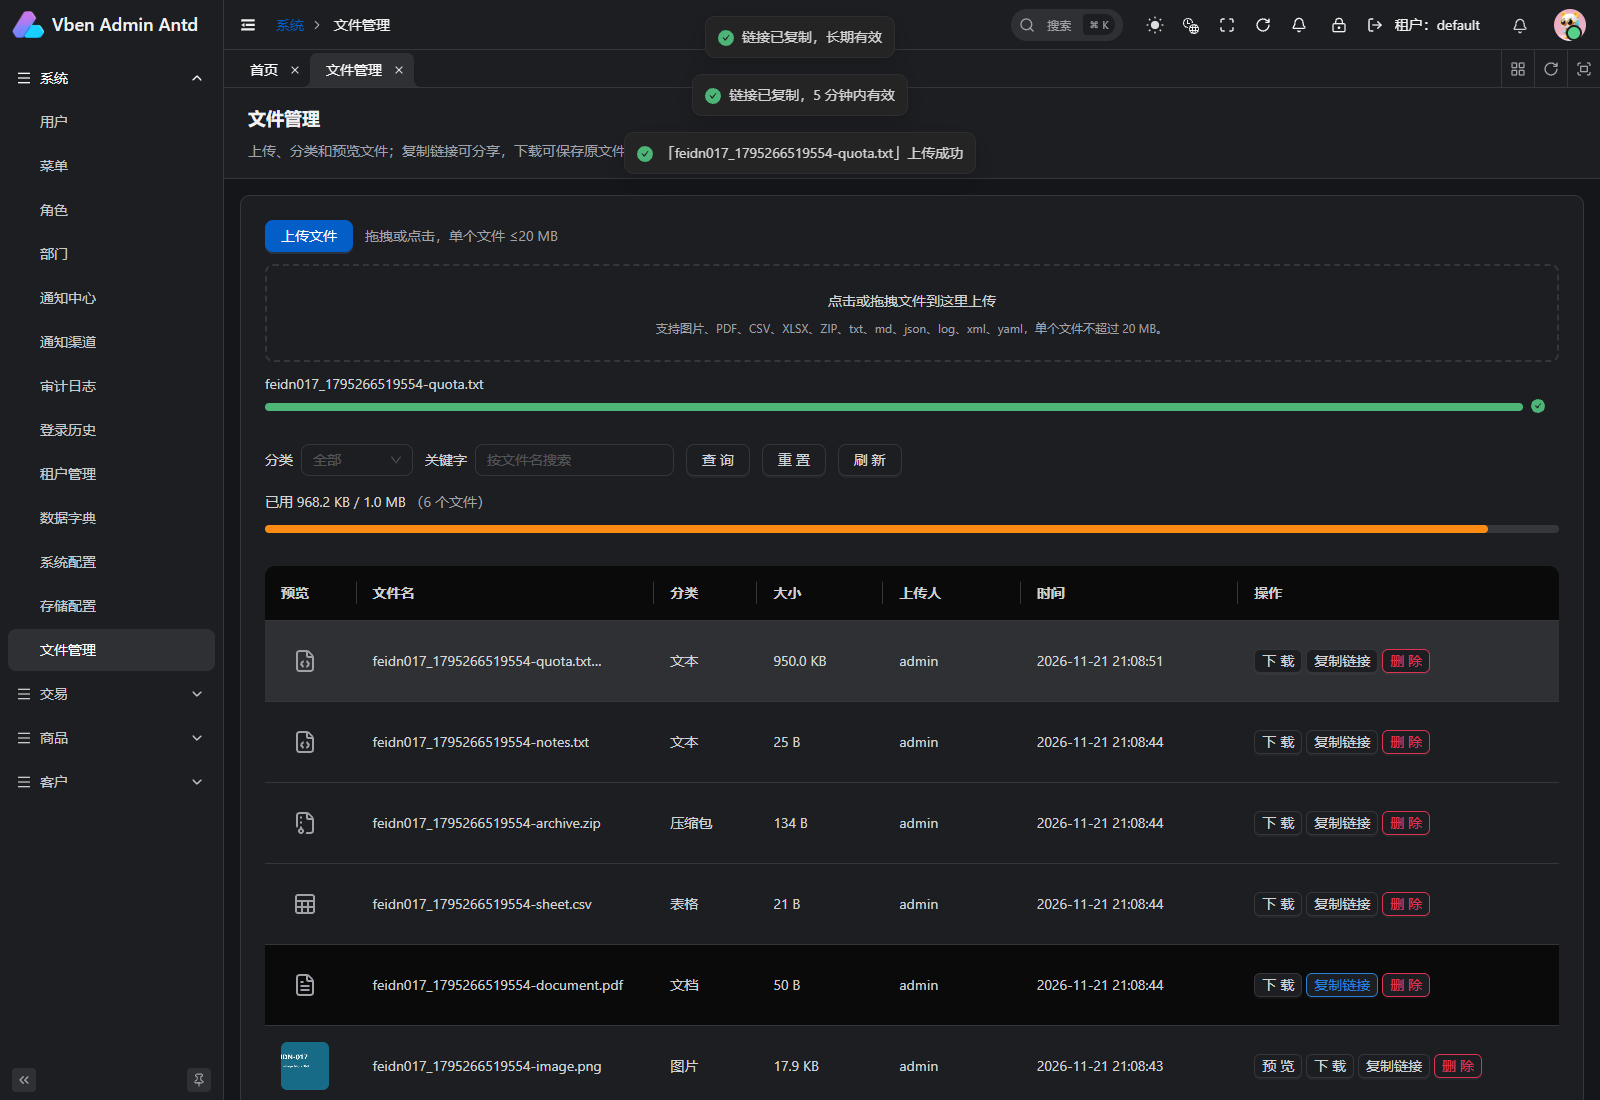 Vben Admin Antd
系统 > 文件管理
搜索 ⌘ K
租户：default
链接已复制，长期有效
首页 ×
文件管理 ×
链接已复制，5 分钟内有效
「feidn017_1795266519554-quota.txt」上传成功
系统
用户
菜单
角色
部门
通知中心
通知渠道
审计日志
登录历史
租户管理
数据字典
系统配置
存储配置
文件管理
交易
商品
客户
文件管理
上传、分类和预览文件；复制链接可分享，下载可保存原文件
上传文件 拖拽或点击，单个文件 ≤20 MB
点击或拖拽文件到这里上传
支持图片、PDF、CSV、XLSX、ZIP、txt、md、json、log、xml、yaml，单个文件不超过 20 MB。
feidn017_1795266519554-quota.txt
分类 全部 关键字 按文件名搜索 查 询 重 置 刷 新
已用 968.2 KB / 1.0 MB （6 个文件）
预览 文件名 分类 大小 上传人 时间 操作
feidn017_1795266519554-quota.txt... 文本 950.0 KB admin 2026-11-21 21:08:51 下 载 复制链接 删 除
feidn017_1795266519554-notes.txt 文本 25 B admin 2026-11-21 21:08:44 下 载 复制链接 删 除
feidn017_1795266519554-archive.zip 压缩包 134 B admin 2026-11-21 21:08:44 下 载 复制链接 删 除
feidn017_1795266519554-sheet.csv 表格 21 B admin 2026-11-21 21:08:44 下 载 复制链接 删 除
feidn017_1795266519554-document.pdf 文档 50 B admin 2026-11-21 21:08:44 下 载 复制链接 删 除
IDN-017
feidn017_1795266519554-image.png 图片 17.9 KB admin 2026-11-21 21:08:43 预 览 下 载 复制链接 删 除